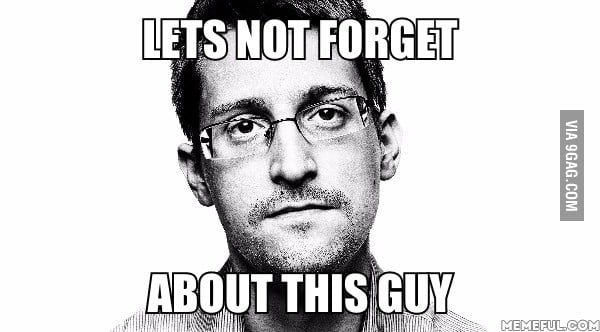 LETS NOT FORGET
VIA 9GAG.COM
ABOUT THIS GUY
MEMEFUL.COM